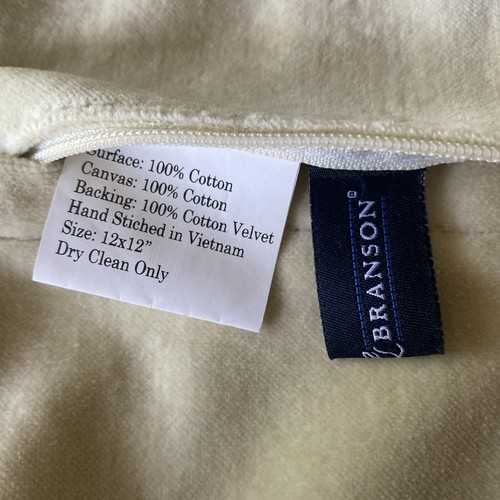 Surface: 100% Cotton
Canvas: 100% Cotton
Backing: 100% Cotton Velvet
Hand Stiched in Vietnam
Size: 12x12"
Dry Clean Only
BRANSON®